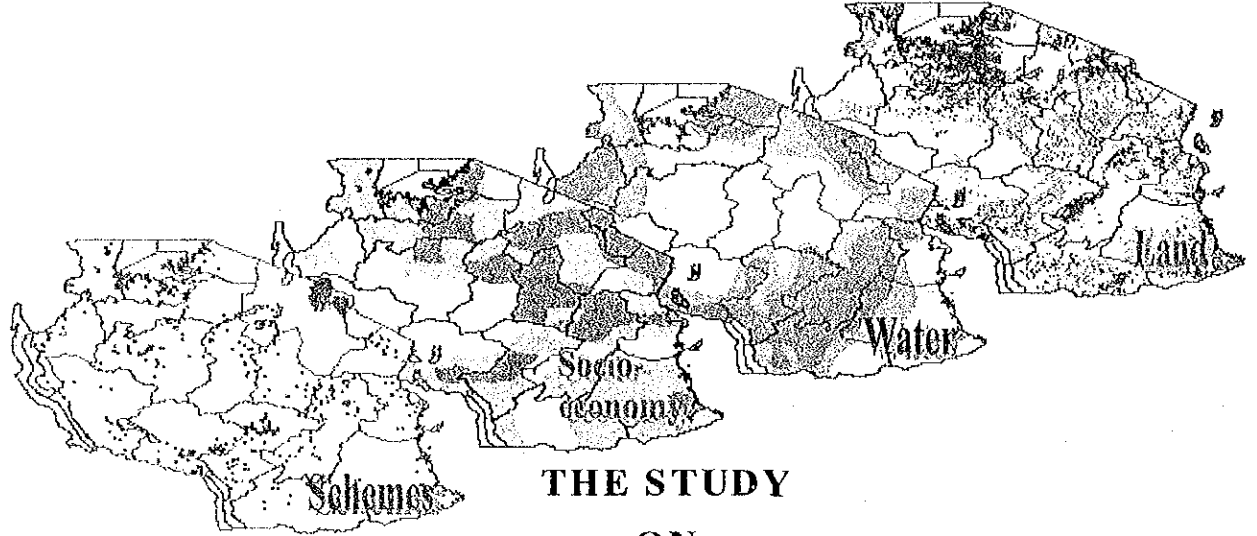 Land
Water
Socio-
economy
Schemes
THE STUDY
ON